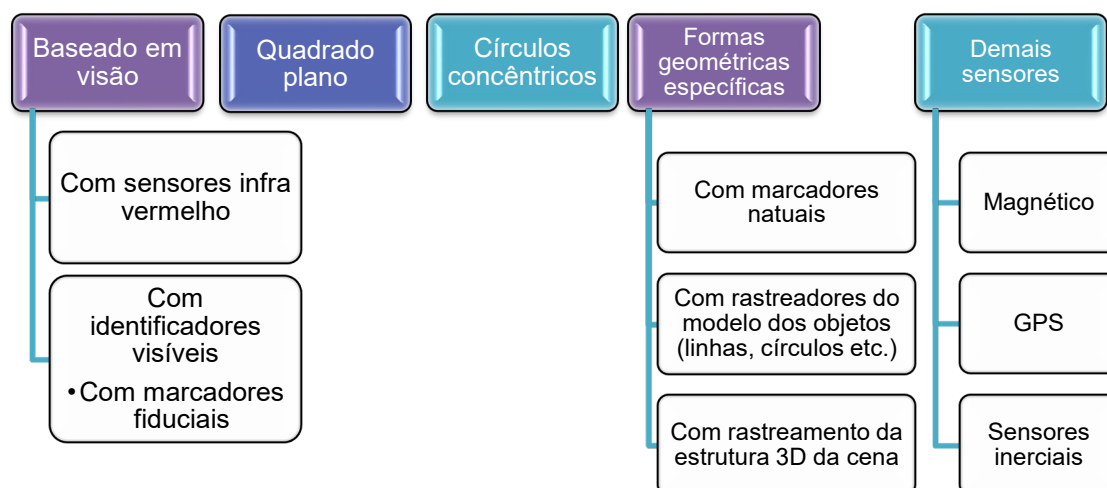 Baseado em
visão
Com sensores infra
vermelho
Com
identificadores
visíveis
•Com marcadores
fiduciais
Quadrado
plano
Círculos
concêntricos
Formas
geométricas
específicas
Com marcadores
natuais
Com rastreadores do
modelo dos objetos
(linhas, círculos etc.)
Com rastreamento da
estrutura 3D da cena
Demais
sensores
Magnético
GPS
Sensores
inerciais